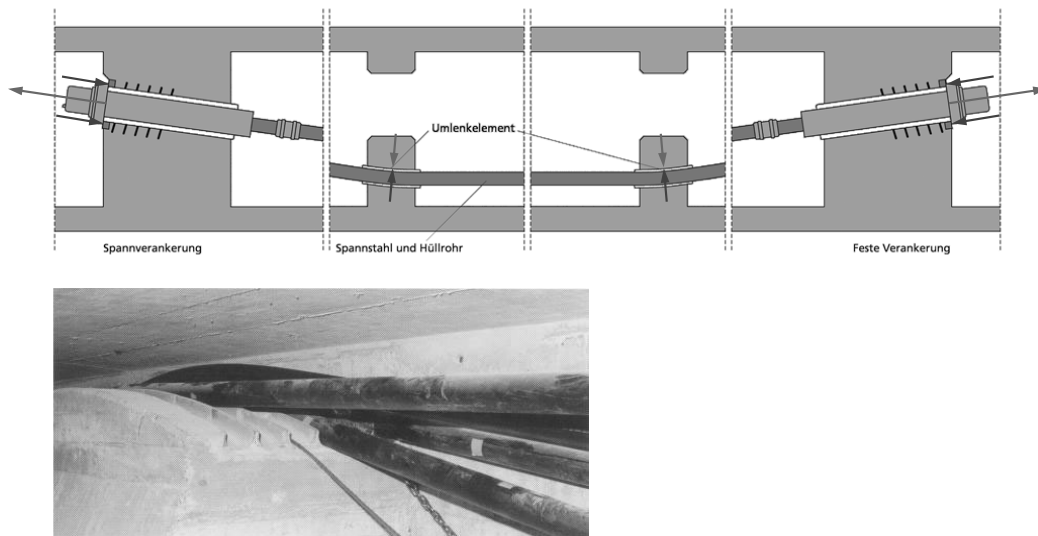 Umlenkelement
Spannverankerung
Spannstahl und Hüllrohr
Feste Verankerung